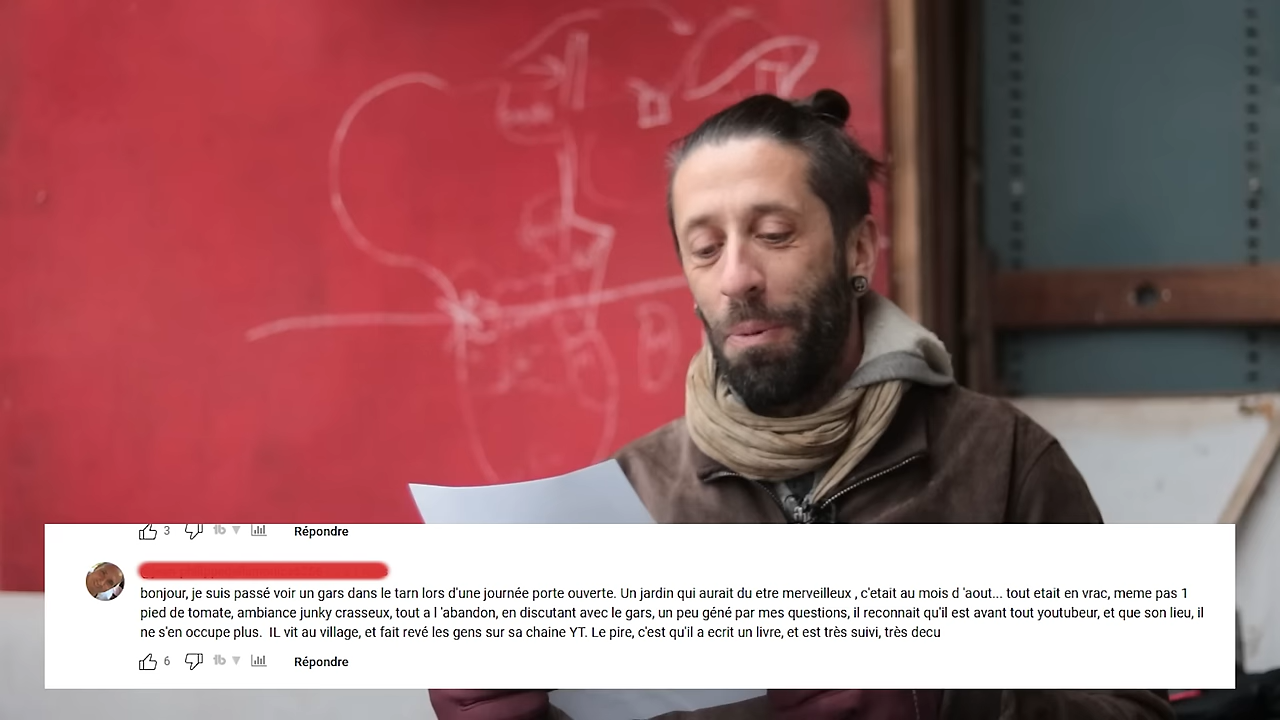 3 Répondre
bonjour, je suis passé voir un gars dans le tarn lors d'une journée porte ouverte. Un jardin qui aurait du etre merveilleux , c'etait au mois d 'aout... tout etait en vrac, meme pas 1
pied de tomate, ambiance junky crasseux, tout a l 'abandon, en discutant avec le gars, un peu géné par mes questions, il reconnait qu'il est avant tout youtubeur, et que son lieu, il
ne s'en occupe plus.  IL vit au village, et fait revé les gens sur sa chaine YT. Le pire, c'est qu'il a ecrit un livre, et est très suivi, très decu
6 Répondre